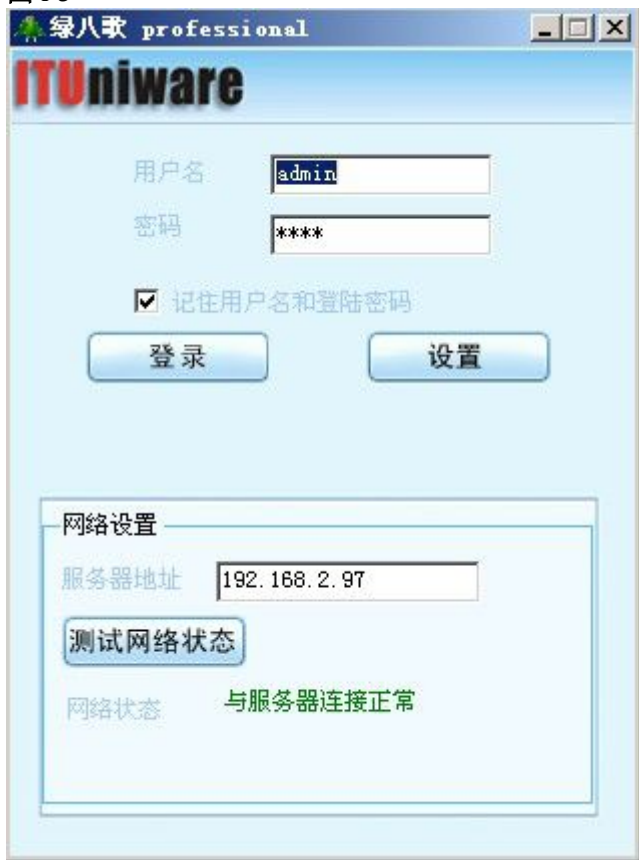 绿八歌 professional
ITUniware
用户名 admin
密码 ****
记住用户名和登陆密码
登录 设置
网络设置
服务器地址 192.168.2.97
测试网络状态
网络状态 与服务器连接正常